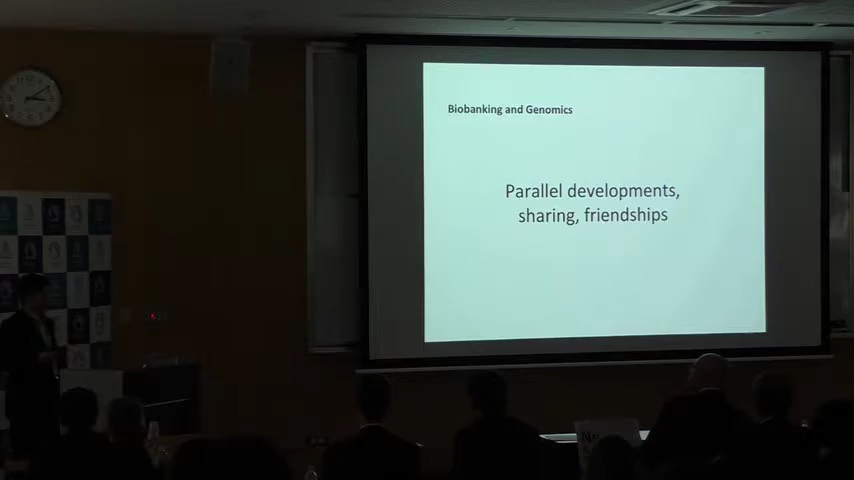 Biobanking and Genomics
Parallel developments,
sharing, friendships